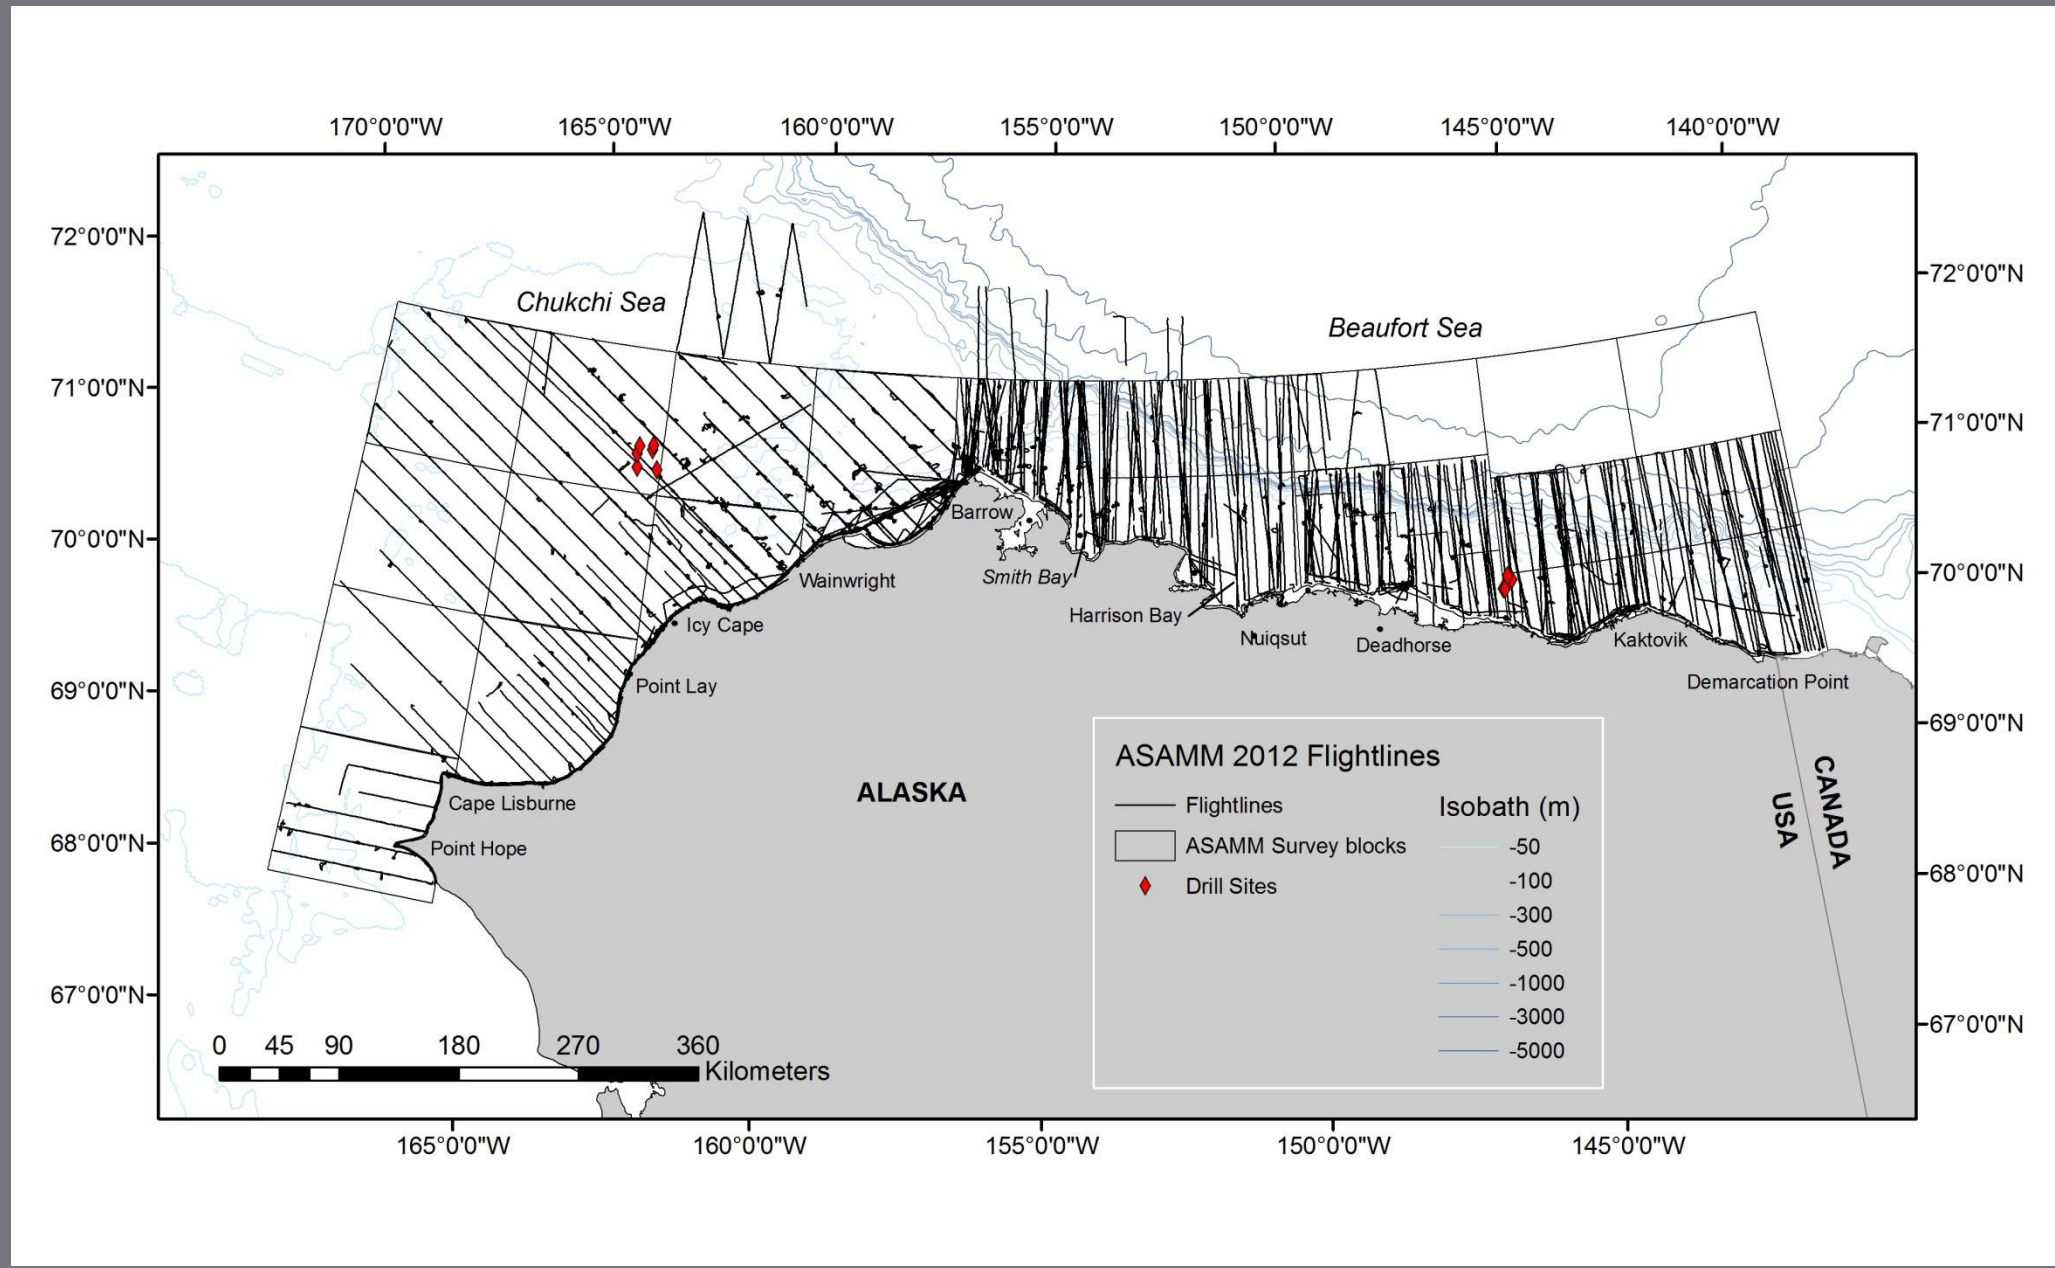 170°0'0"W 165°0'0"W 160°0'0"W 155°0'0"W 150°0'0"W 145°0'0"W 140°0'0"W
72°0'0"N
72°0'0"N
Chukchi Sea
Beaufort Sea
71°0'0"N
71°0'0"N
Barrow
70°0'0"N
70°0'0"N
Wainwright
Smith Bay
Harrison Bay
Icy Cape
Nuiqsut
Deadhorse
Kaktovik
Point Lay
Demarcation Point
69°0'0"N
69°0'0"N
Cape Lisburne
ALASKA
Point Hope
68°0'0"N
68°0'0"N
USA
CANADA
ASAMM 2012 Flightlines
Flightlines
ASAMM Survey blocks
Drill Sites
Isobath (m)
-50
-100
-300
-500
-1000
-3000
-5000
67°0'0"N
67°0'0"N
0 45 90 180 270 360
Kilometers
165°0'0"W 160°0'0"W 155°0'0"W 150°0'0"W 145°0'0"W